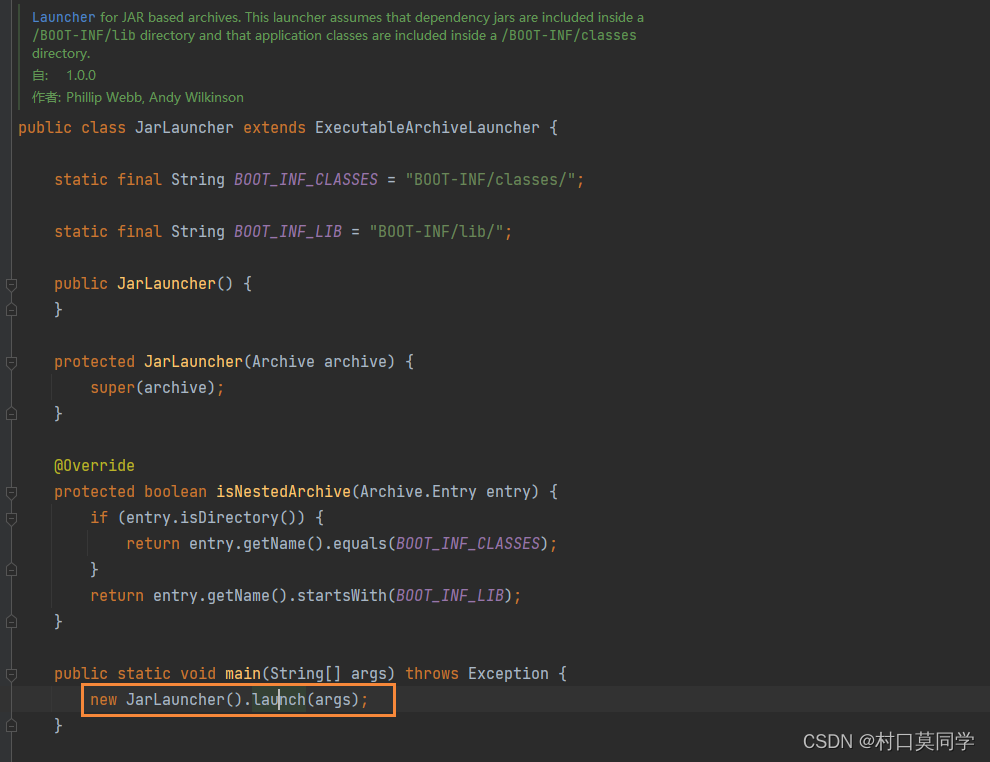 Launcher for JAR based archives. This launcher assumes that dependency jars are included inside a
/BOOT-INF/lib directory and that application classes are included inside a /BOOT-INF/classes
directory.
自: 1.0.0
作者: Phillip Webb, Andy Wilkinson
public class JarLauncher extends ExecutableArchiveLauncher {
static final String BOOT_INF_CLASSES = "BOOT-INF/classes/";
static final String BOOT_INF_LIB = "BOOT-INF/lib/";
public JarLauncher() {
}
protected JarLauncher(Archive archive) {
super(archive);
}
@Override
protected boolean isNestedArchive(Archive.Entry entry) {
if (entry.isDirectory()) {
return entry.getName().equals(BOOT_INF_CLASSES);
}
return entry.getName().startsWith(BOOT_INF_LIB);
}
public static void main(String[] args) throws Exception {
new JarLauncher().launch(args);
}
CSDN @村口莫同学